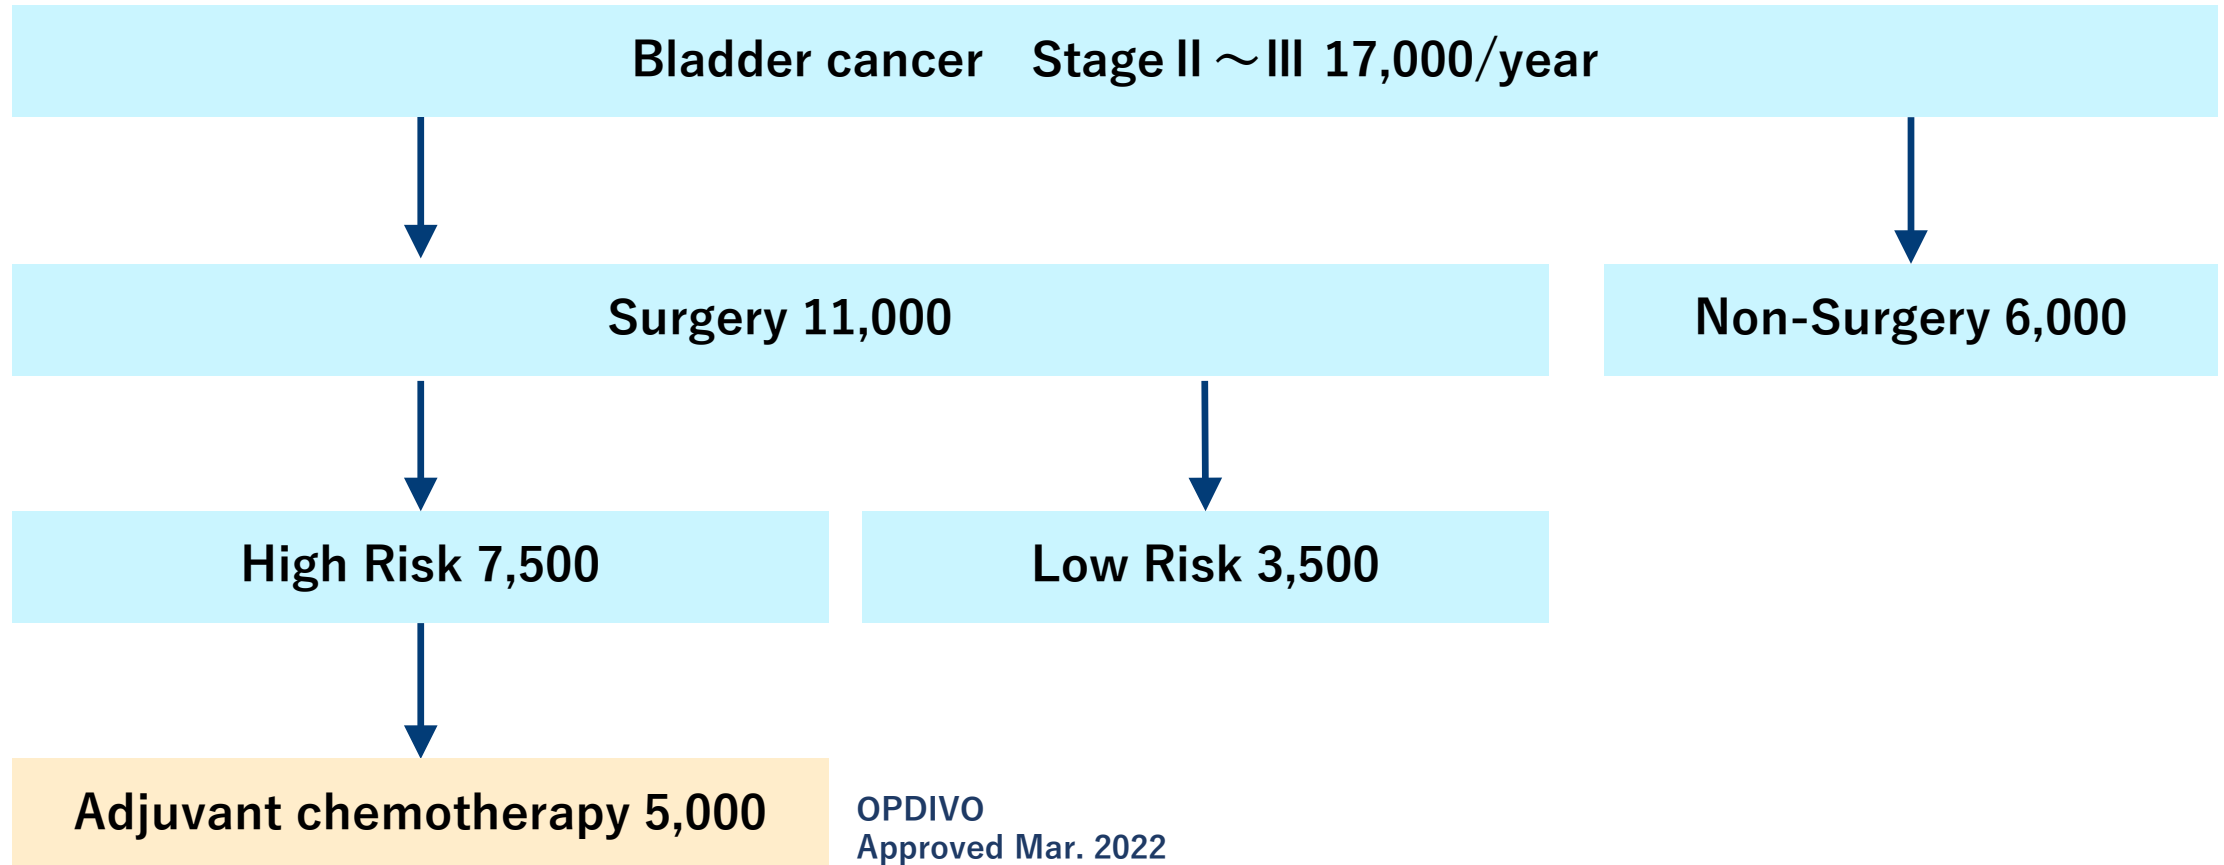 Bladder cancer　Stage Ⅱ ～Ⅲ 17,000/year
Surgery 11,000
Non-Surgery 6,000
High Risk 7,500
Low Risk 3,500
Adjuvant chemotherapy 5,000
OPDIVO
Approved Mar. 2022